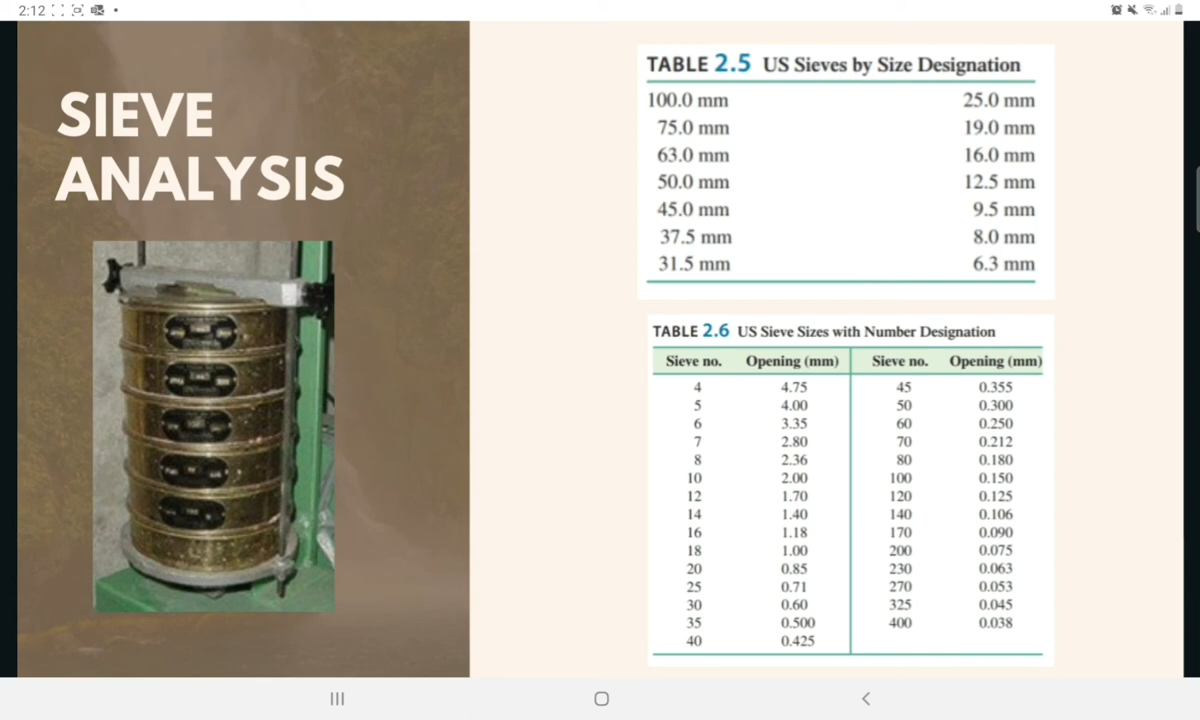 2:12
SIEVE
ANALYSIS
TABLE 2.5 US Sieves by Size Designation
100.0 mm 25.0 mm
75.0 mm 19.0 mm
63.0 mm 16.0 mm
50.0 mm 12.5 mm
45.0 mm 9.5 mm
37.5 mm 8.0 mm
31.5 mm 6.3 mm
TABLE 2.6 US Sieve Sizes with Number Designation
Sieve no. Opening (mm) Sieve no. Opening (mm)
4 4.75 45 0.355
5 4.00 50 0.300
6 3.35 60 0.250
7 2.80 70 0.212
8 2.36 80 0.180
10 2.00 100 0.150
12 1.70 120 0.125
14 1.40 140 0.106
16 1.18 170 0.090
18 1.00 200 0.075
20 0.85 230 0.063
25 0.71 270 0.053
30 0.60 325 0.045
35 0.500 400 0.038
40 0.425